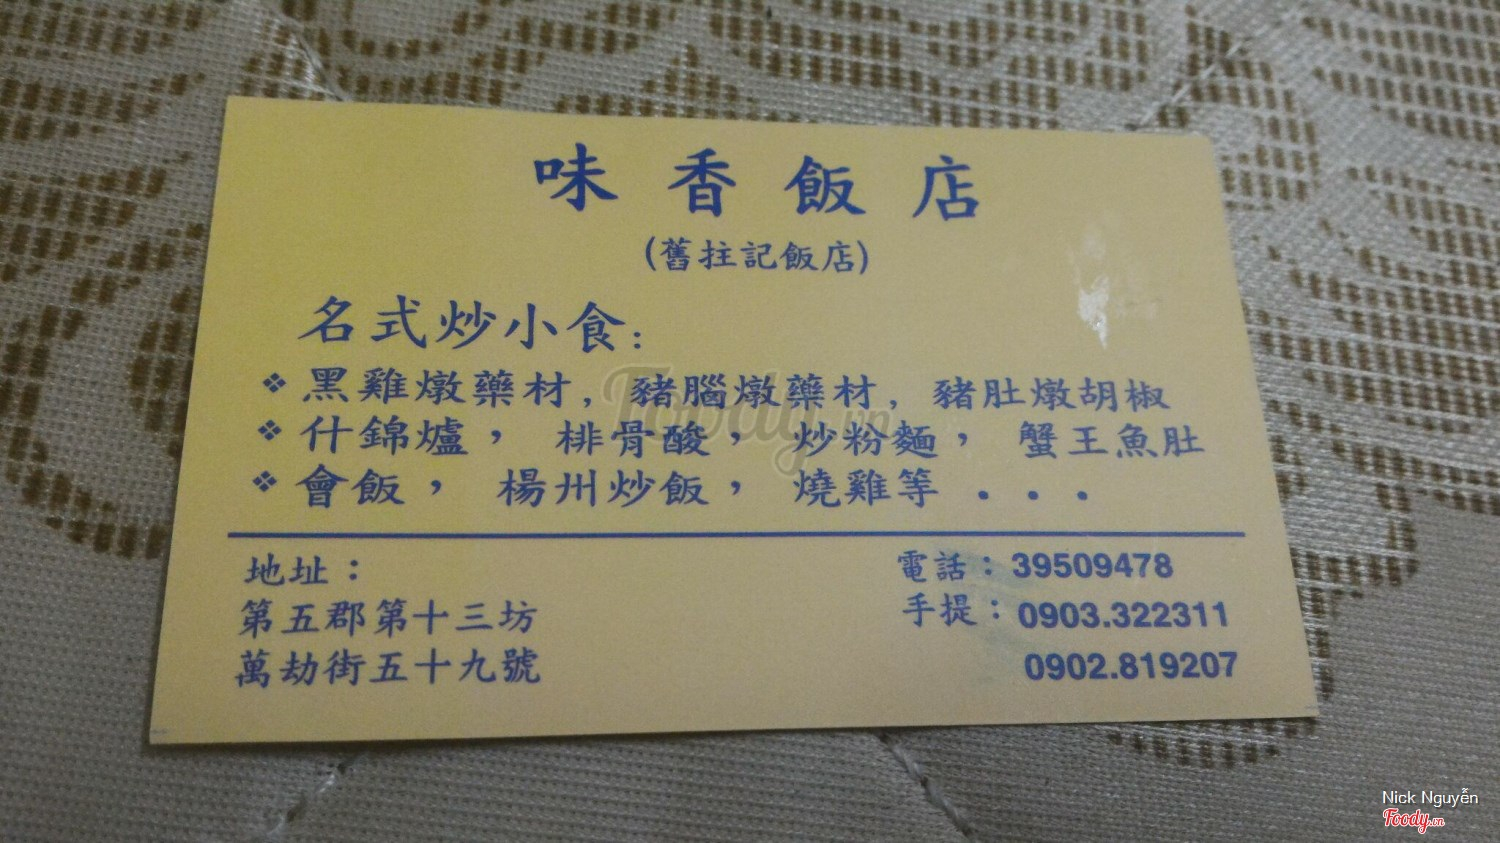 味香飯店
(舊拄記飯店)
名式炒小食:
❖ 黑雞燉藥材, 豬腦燉藥材, 豬肚燉胡椒
❖ 什錦爐， 排骨酸， 炒粉麵， 蟹王魚肚
❖ 會飯， 楊州炒飯， 燒雞等 ...
地址：
第五郡第十三坊
萬劫街五十九號
電話：39509478
手提：0903.322311
0902.819207
Foody.vn
Nick Nguyễn
Foody.vn